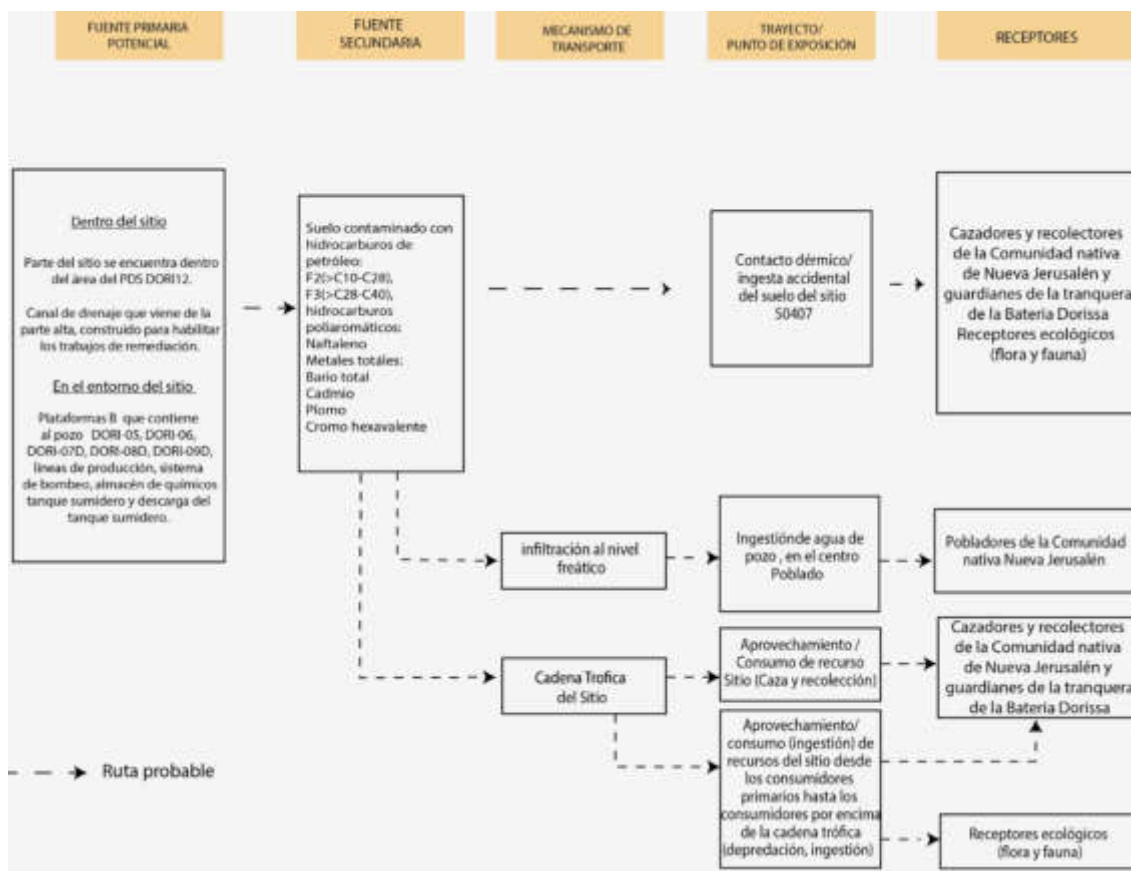 FUENTE PRIMARIA
POTENCIAL
FUENTE
SECUNDARIA
MECANISMO DE
TRANSPORTE
TRAYECTO/
PUNTO DE EXPOSICIÓN
RECEPTORES
Dentro del sitio
Parte del sitio se encuentra dentro
del área del PDS DORI12.
Canal de drenaje que viene de la
parte alta, construido para habilitar
los trabajos de remediación.
En el entorno del sitio
Plataformas B que contiene
al pozo DORI-05, DORI-06,
DORI-07D, DORI-08D, DORI-09D,
líneas de producción, sistema
de bombeo, almacén de químicos
tanque sumidero y descarga del
tanque sumidero.
Suelo contaminado con
hidrocarburos de
petróleo:
F2(>C10-C28),
F3(>C28-C40),
hidrocarburos
poliaromáticos:
Naftaleno
Metales totáles:
Bario total
Cadmio
Plomo
Cromo hexavalente
Contacto dérmico/
ingesta accidental
del suelo del sitio
S0407
Cazadores y recolectores
de la Comunidad nativa
de Nueva Jerusalén y
guardianes de la tranquera
de la Bateria Dorissa
Receptores ecológicos
(flora y fauna)
infiltración al nivel
freático
Ingestiónde agua de
pozo , en el centro
Poblado
Pobladores de la Comunidad
nativa Nueva Jerusalén
Cadena Trofica
del Sitio
Aprovechamiento /
Consumo de recurso
Sitio (Caza y recolección)
Cazadores y recolectores
de la Comunidad nativa
de Nueva Jerusalén y
guardianes de la tranquera
de la Bateria Dorissa
Aprovechamiento/
consumo (ingestión) de
recursos del sitio desde
los consumidores
primarios hasta los
consumidores por encima
de la cadena trófica
(depredación, ingestión)
Receptores ecológicos
(flora y fauna)
Ruta probable